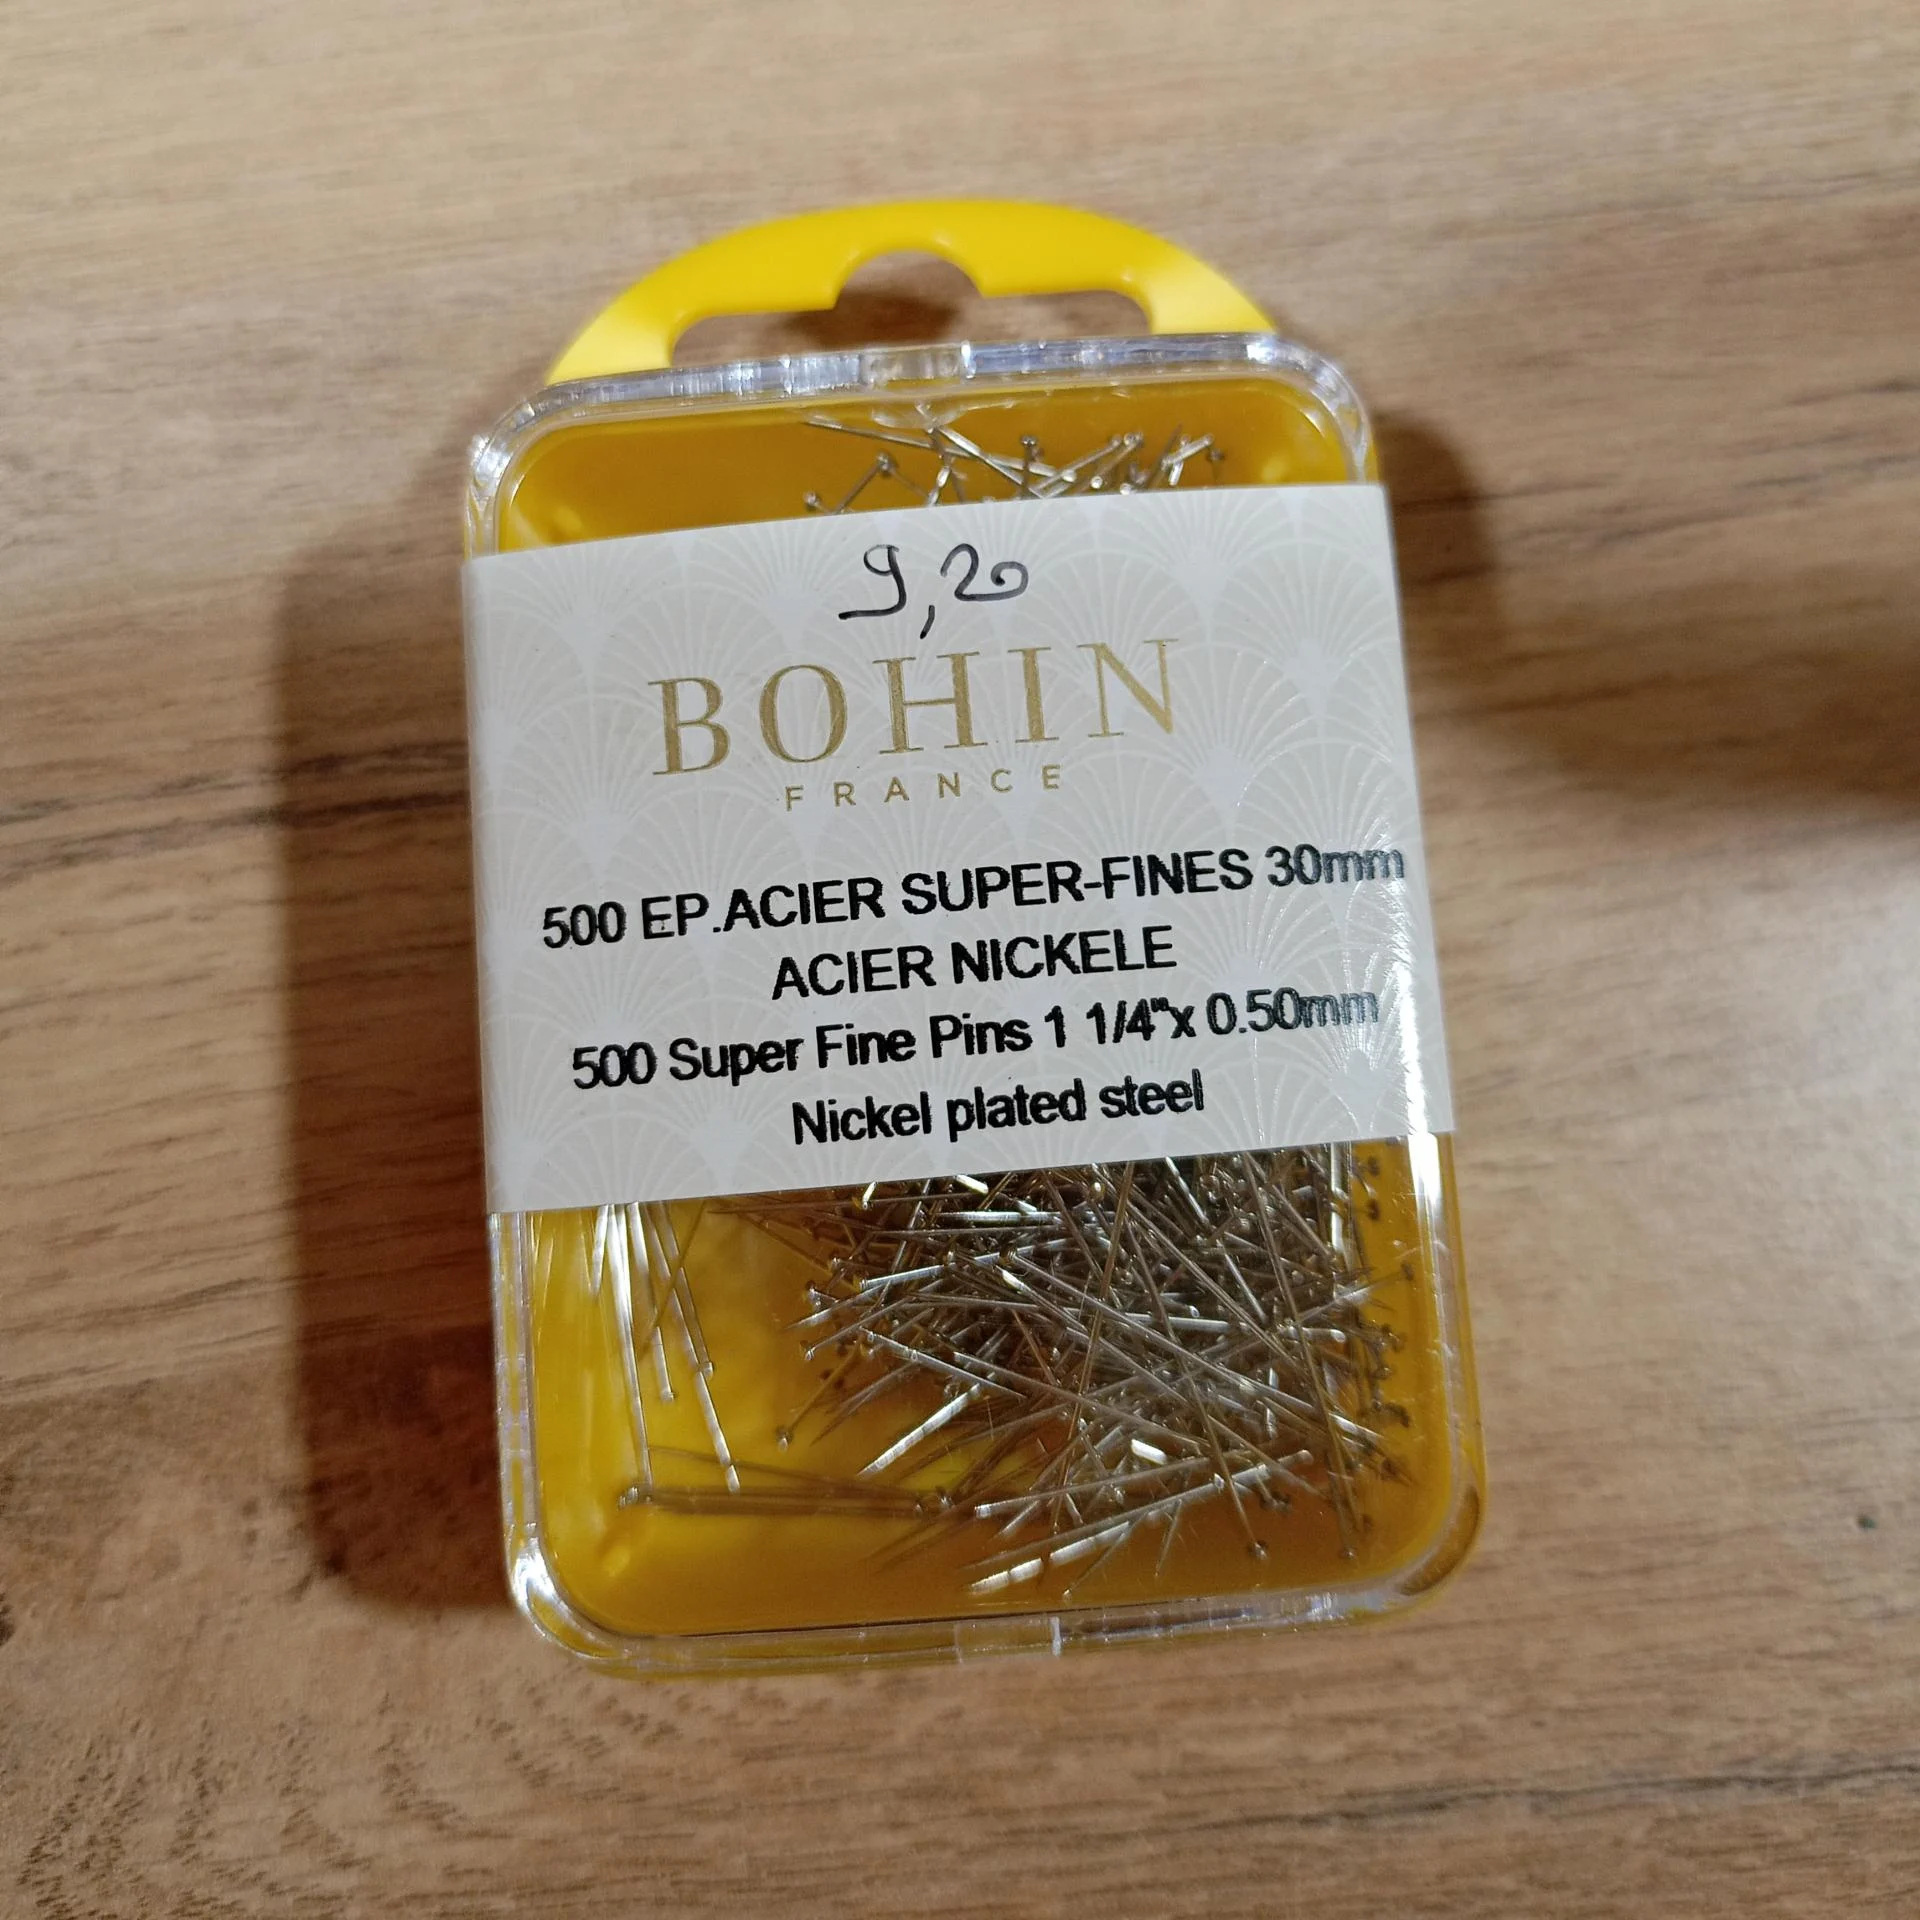 9,20
BOHIN
FRANCE
500 EP.ACIER SUPER-FINES 30mm
ACIER NICKELE
500 Super Fine Pins 1 1/4"x 0.50mm
Nickel plated steel